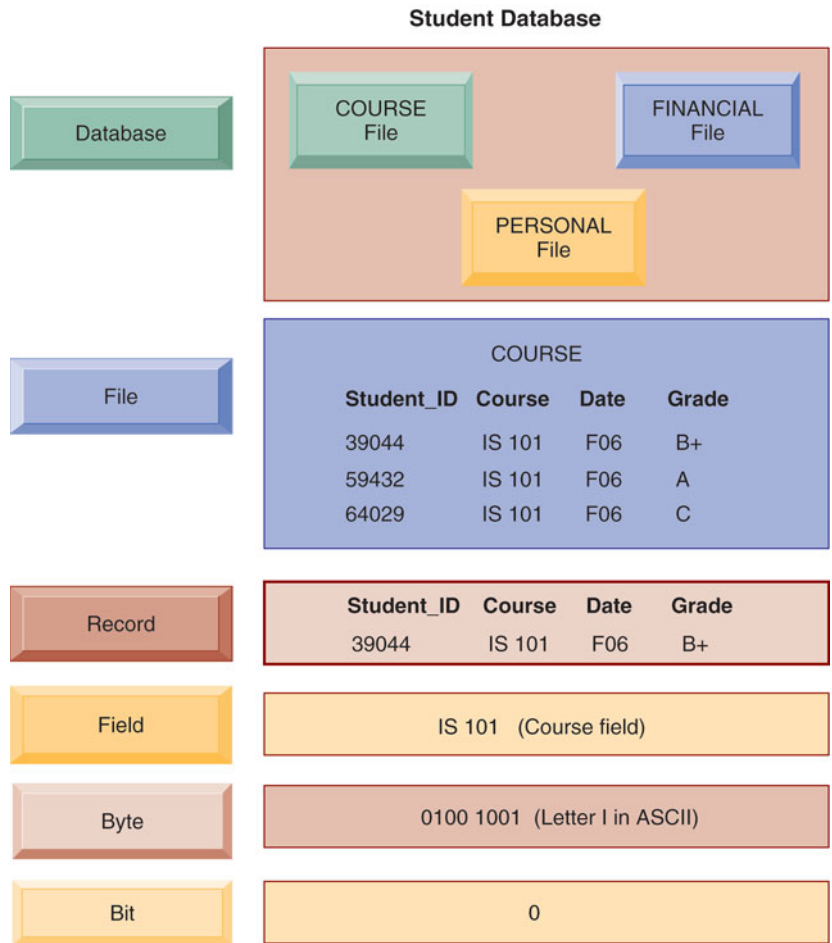 Student Database
Database
COURSE
File
FINANCIAL
File
PERSONAL
File
File
COURSE
Student_ID Course Date Grade
39044 IS 101 F06 B+
59432 IS 101 F06 A
64029 IS 101 F06 C
Record
Student_ID Course Date Grade
39044 IS 101 F06 B+
Field
IS 101 (Course field)
Byte
0100 1001 (Letter I in ASCII)
Bit
0